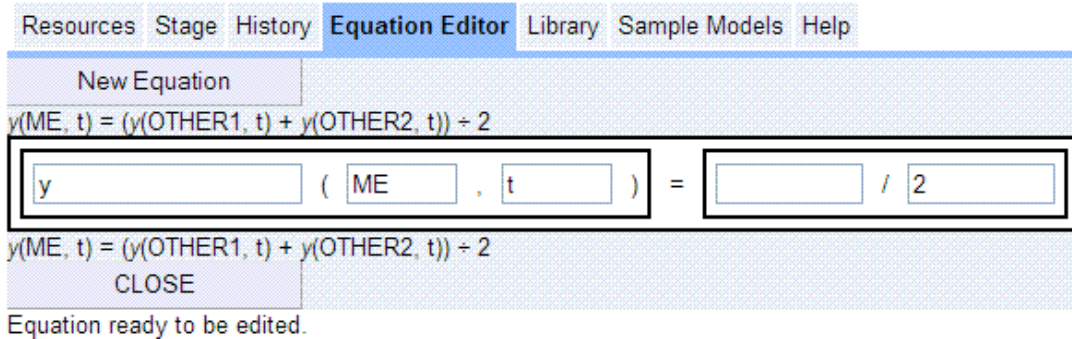 Resources Stage History Equation Editor Library Sample Models Help
New Equation
y(ME, t) = (y(OTHER1, t) + y(OTHER2, t)) ÷ 2
y ( ME , t ) = / 2
y(ME, t) = (y(OTHER1, t) + y(OTHER2, t)) ÷ 2
CLOSE
Equation ready to be edited.